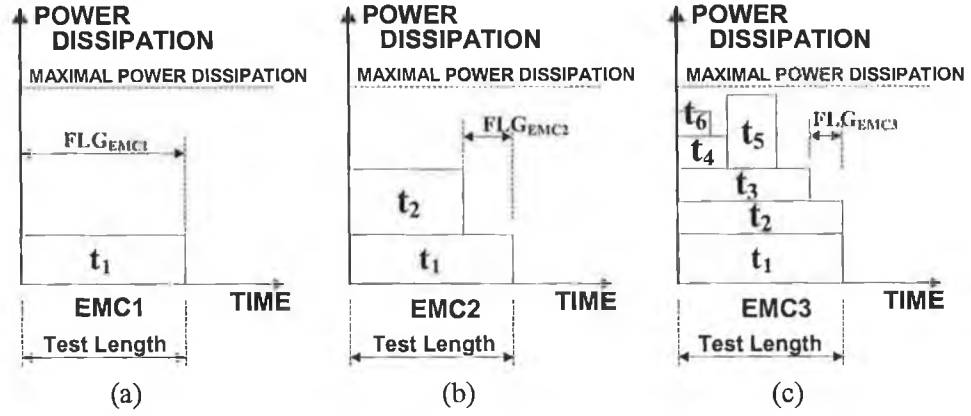 POWER
DISSIPATION
MAXIMAL POWER DISSIPATION
FLG_EMC1
t1
EMC1
TIME
Test Length
(a)
POWER
DISSIPATION
MAXIMAL POWER DISSIPATION
FLG_EMC2
t2
t1
EMC2
TIME
Test Length
(b)
POWER
DISSIPATION
MAXIMAL POWER DISSIPATION
t6
FLG_EMC3
t5
t4
t3
t2
t1
EMC3
TIME
Test Length
(c)